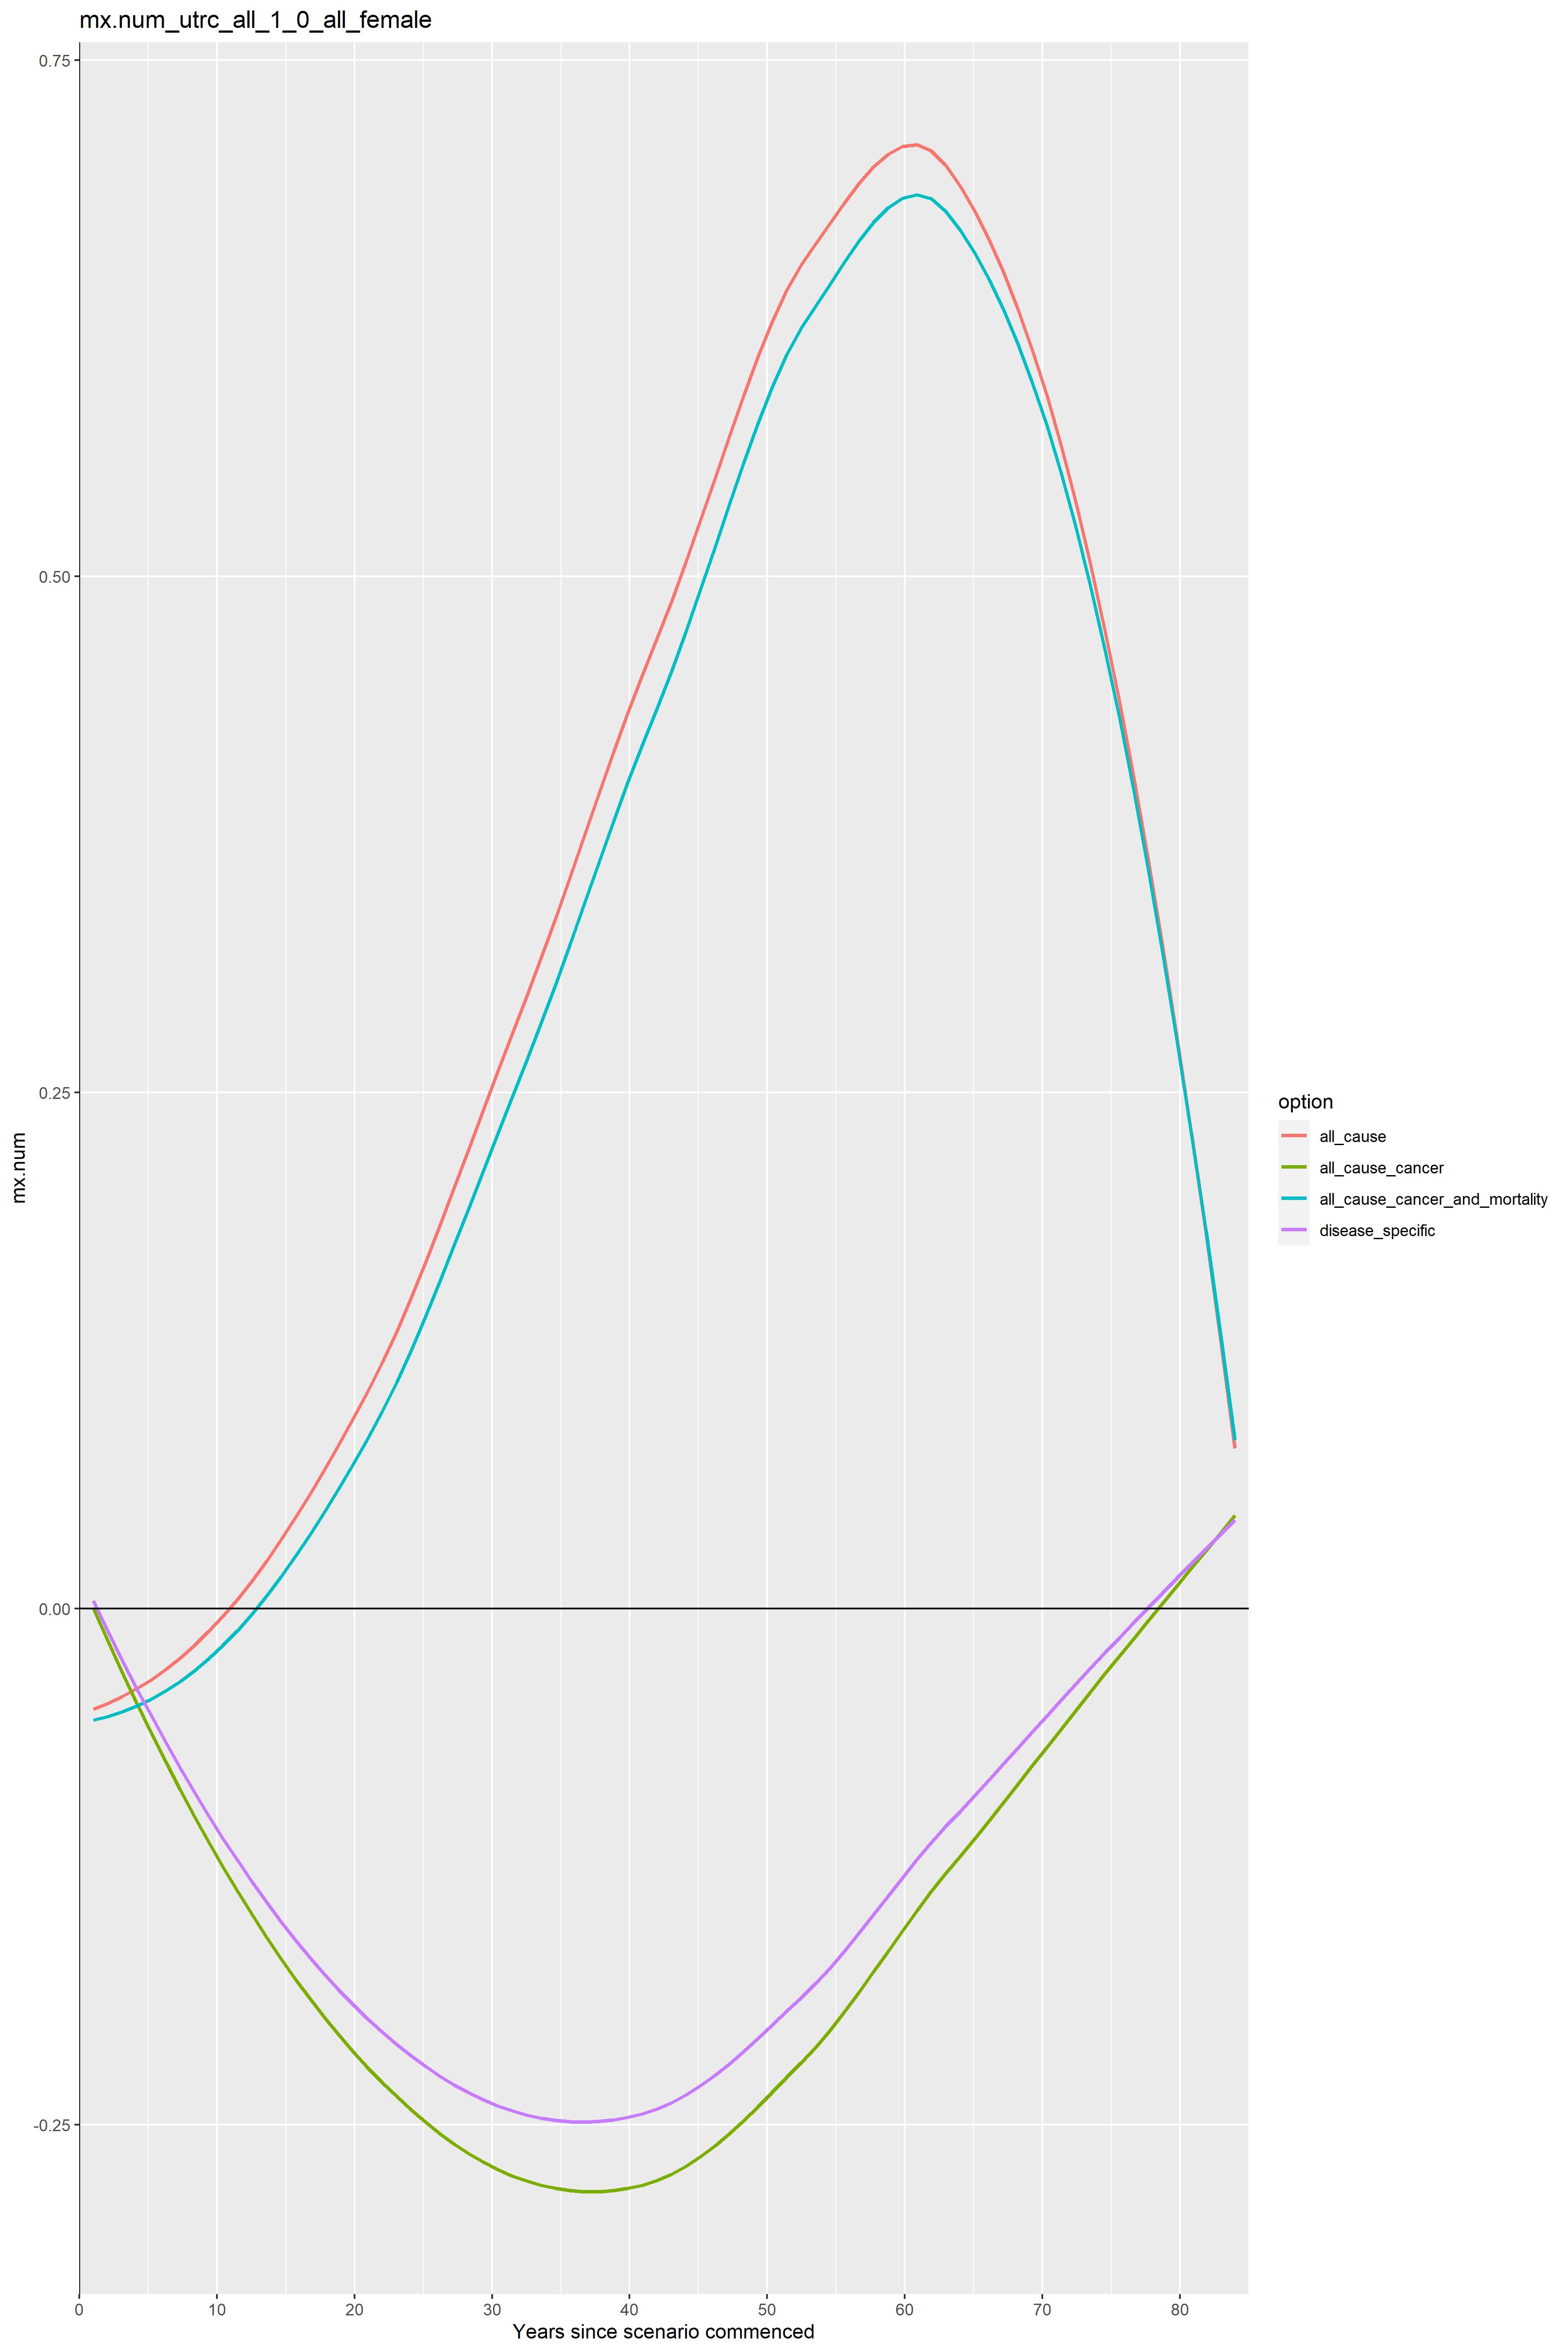 mx.num_utrc_all_1_0_all_female
0.75
0.50
0.25
0.00
-0.25
mx.num
0 10 20 30 40 50 60 70 80
Years since scenario commenced
option
all_cause
all_cause_cancer
all_cause_cancer_and_mortality
disease_specific